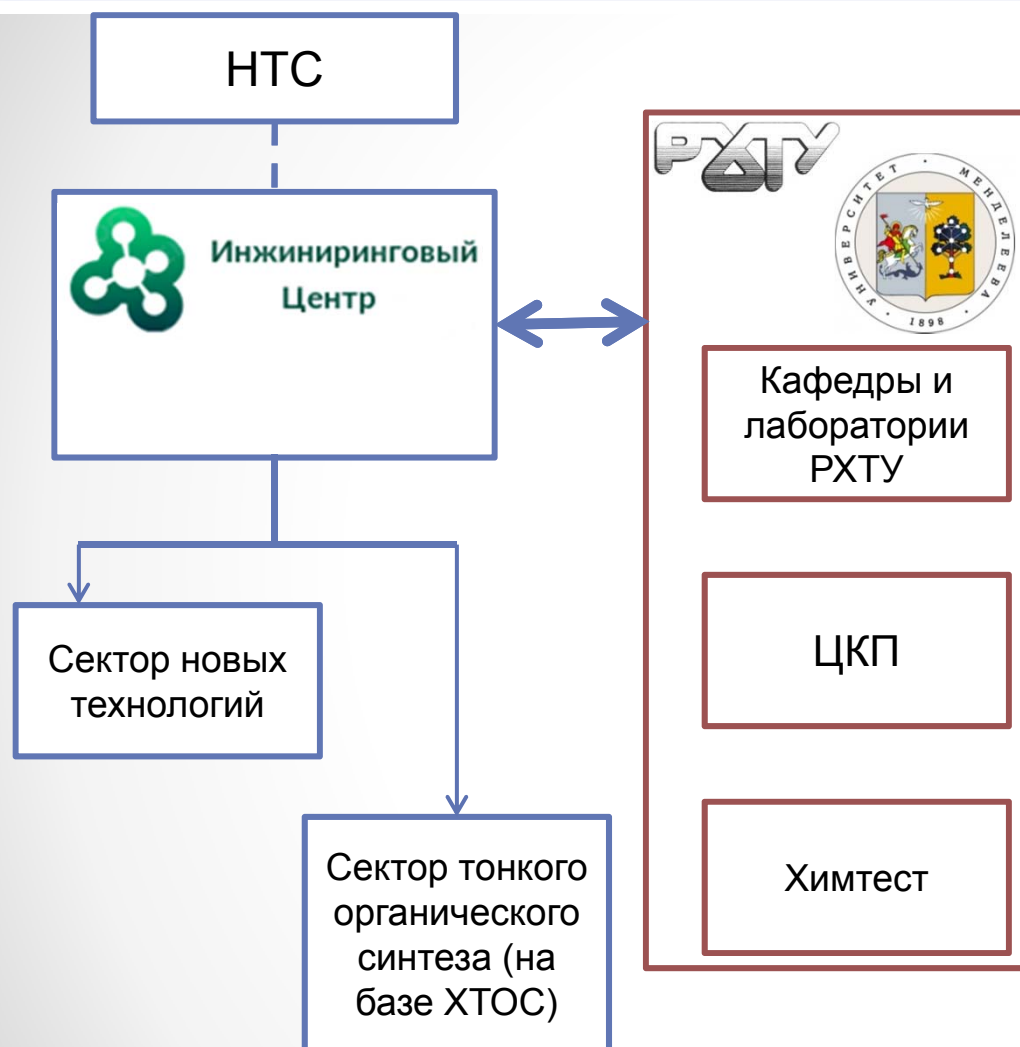 НТС
Инжиниринговый
Центр
РХТУ
УНИВЕРСИТЕТ · МЕНДЕЛЕЕВА · 1898 ·
Кафедры и
лаборатории
РХТУ
ЦКП
Химтест
Сектор новых
технологий
Сектор тонкого
органического
синтеза (на
базе ХТОС)